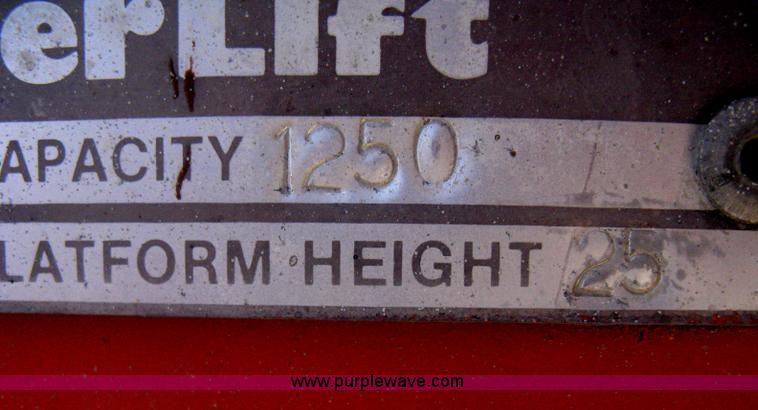 erLift
APACITY 1250
LATFORM HEIGHT 25
www.purplewave.com